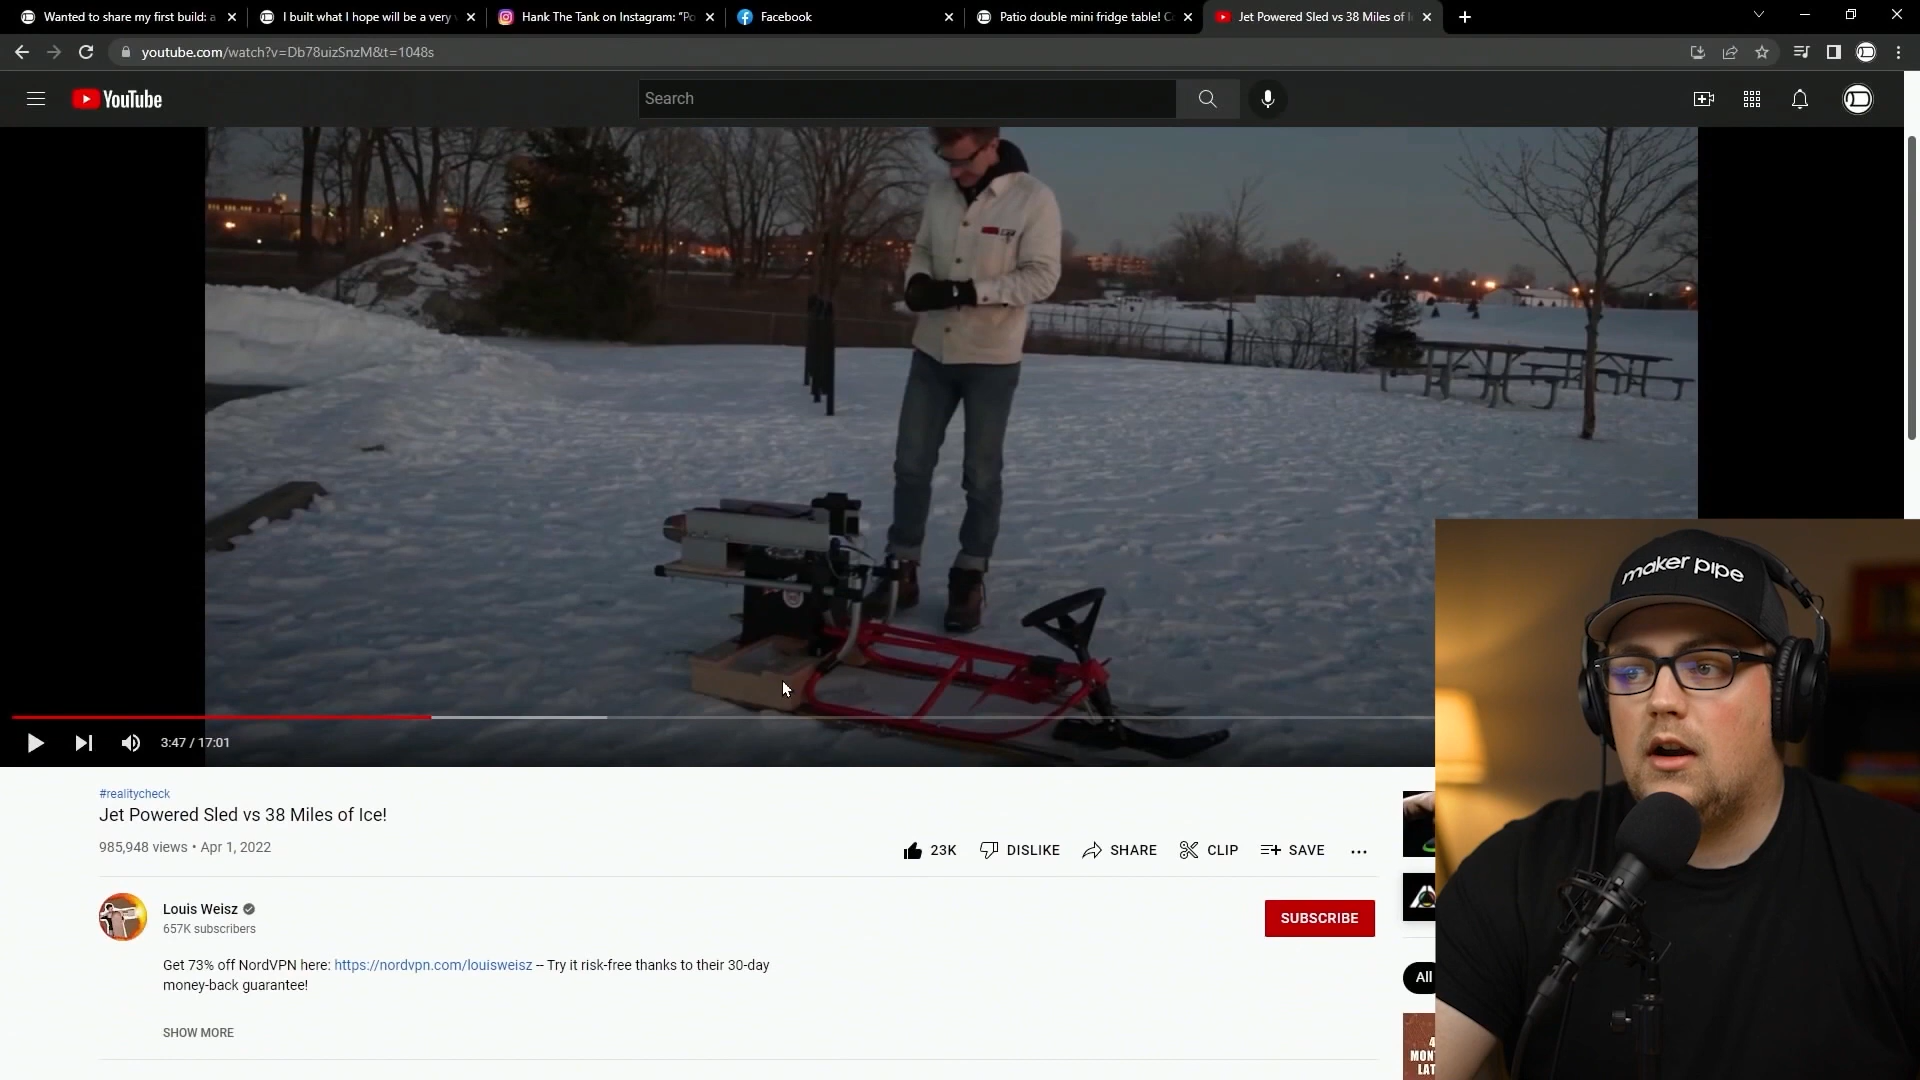 Wanted to share my first build: a
I built what I hope will be a very
Hank The Tank on Instagram: "Po
Facebook
Patio double mini fridge table! C
Jet Powered Sled vs 38 Miles of I
youtube.com/watch?v=Db78uizSnzM&t=1048s
YouTube
Search
maker pipe
3:47 / 17:01
#realitycheck
Jet Powered Sled vs 38 Miles of Ice!
985,948 views • Apr 1, 2022
23K
DISLIKE
SHARE
CLIP
SAVE
Louis Weisz
657K subscribers
SUBSCRIBE
Get 73% off NordVPN here: https://nordvpn.com/louisweisz – Try it risk-free thanks to their 30-day
money-back guarantee!
All
SHOW MORE
4
MON
LAT